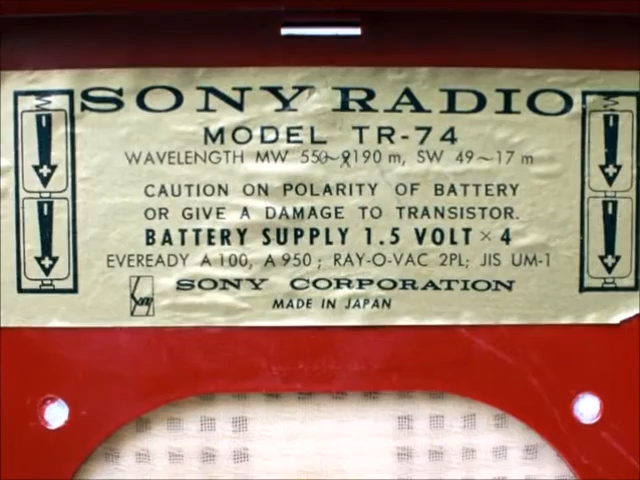 SONY RADIO
MODEL TR-74
WAVELENGTH MW 550~190 m, SW 49~17 m
CAUTION ON POLARITY OF BATTERY
OR GIVE A DAMAGE TO TRANSISTOR.
BATTERY SUPPLY 1.5 VOLT × 4
EVEREADY A 100, A 950; RAY-O-VAC 2PL; JIS UM-1
SONY CORPORATION
MADE IN JAPAN